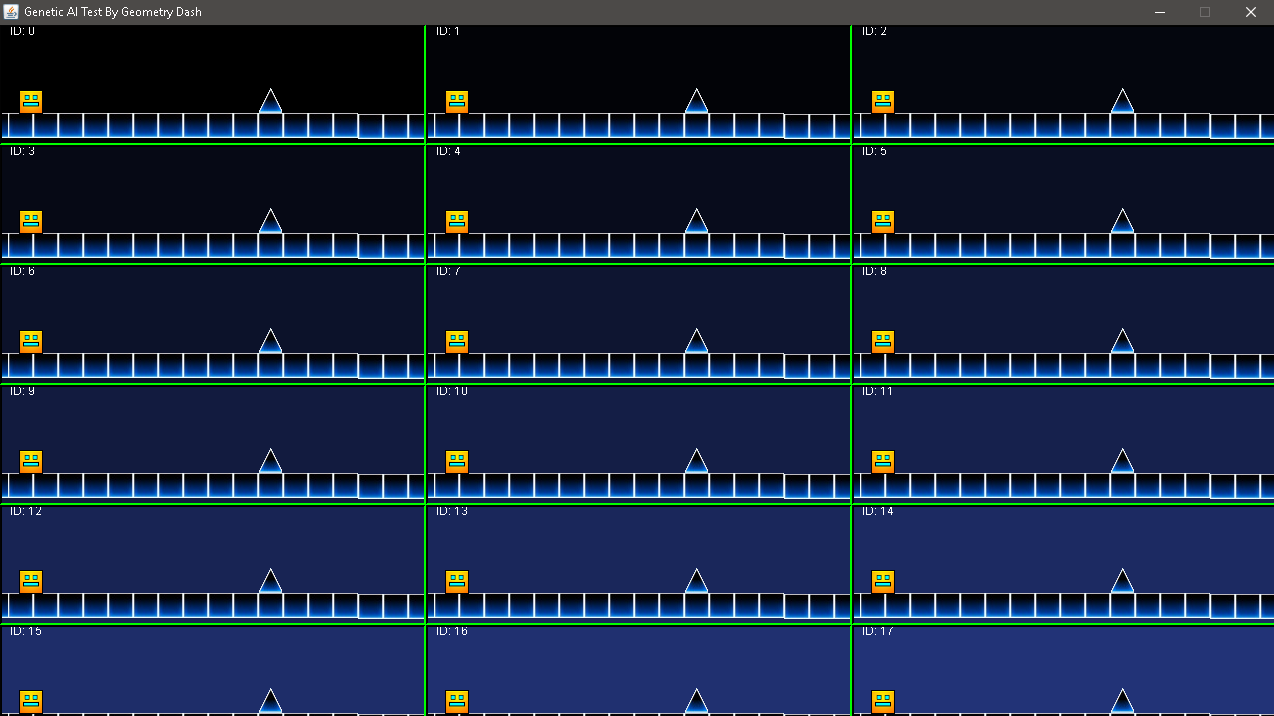 Genetic AI Test By Geometry Dash
ID: 0
ID: 1
ID: 2
ID: 3
ID: 4
ID: 5
ID: 6
ID: 7
ID: 8
ID: 9
ID: 10
ID: 11
ID: 12
ID: 13
ID: 14
ID: 15
ID: 16
ID: 17